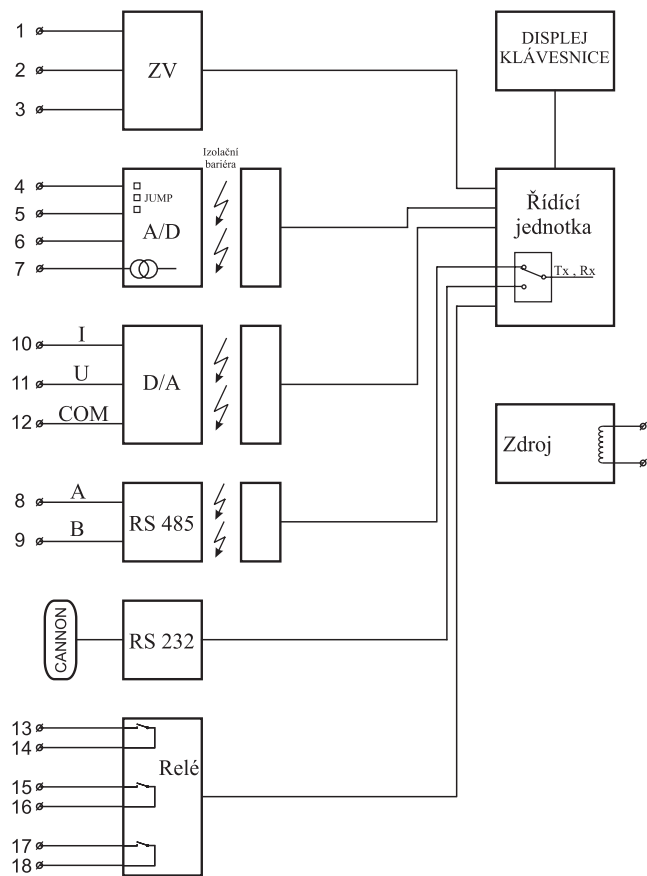 1
2
3
ZV
DISPLEJ
KLÁVESNICE
4
5
6
7
JUMP
A/D
Izolační
bariéra
Řídící
jednotka
Tx , Rx
10
11
12
I
U
COM
D/A
Zdroj
8
9
A
B
RS 485
CANNON
RS 232
13
14
15
16
17
18
Relé